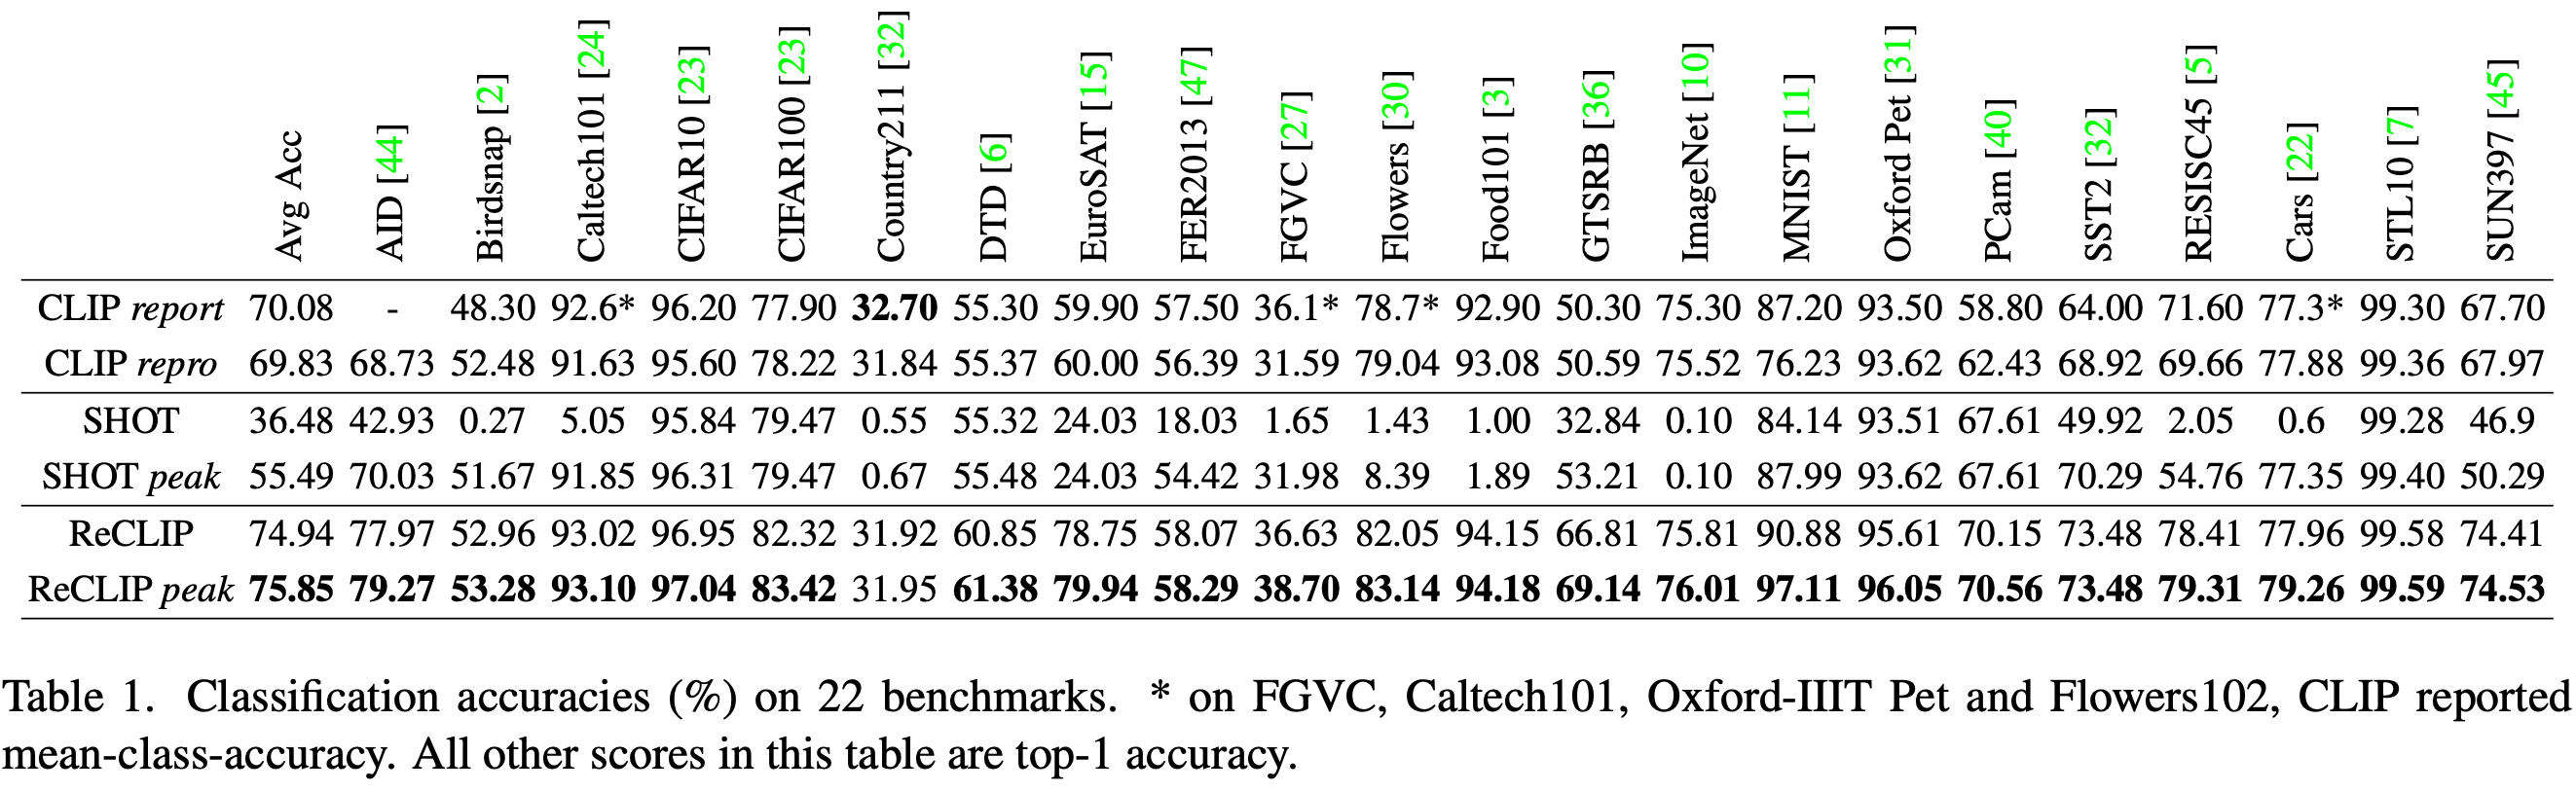 Avg Acc AID [44] Birdsnap [2] Caltech101 [24] CIFAR10 [23] CIFAR100 [23] Country211 [32] DTD [6] EuroSAT [15] FER2013 [47] FGVC [27] Flowers [30] Food101 [3] GTSRB [36] ImageNet [10] MNIST [11] Oxford Pet [31] PCam [40] SST2 [32] RESISC45 [5] Cars [22] STL10 [7] SUN397 [45]
CLIP report 70.08 - 48.30 92.6* 96.20 77.90 32.70 55.30 59.90 57.50 36.1* 78.7* 92.90 50.30 75.30 87.20 93.50 58.80 64.00 71.60 77.3* 99.30 67.70
CLIP repro 69.83 68.73 52.48 91.63 95.60 78.22 31.84 55.37 60.00 56.39 31.59 79.04 93.08 50.59 75.52 76.23 93.62 62.43 68.92 69.66 77.88 99.36 67.97
SHOT 36.48 42.93 0.27 5.05 95.84 79.47 0.55 55.32 24.03 18.03 1.65 1.43 1.00 32.84 0.10 84.14 93.51 67.61 49.92 2.05 0.6 99.28 46.9
SHOT peak 55.49 70.03 51.67 91.85 96.31 79.47 0.67 55.48 24.03 54.42 31.98 8.39 1.89 53.21 0.10 87.99 93.62 67.61 70.29 54.76 77.35 99.40 50.29
ReCLIP 74.94 77.97 52.96 93.02 96.95 82.32 31.92 60.85 78.75 58.07 36.63 82.05 94.15 66.81 75.81 90.88 95.61 70.15 73.48 78.41 77.96 99.58 74.41
ReCLIP peak 75.85 79.27 53.28 93.10 97.04 83.42 31.95 61.38 79.94 58.29 38.70 83.14 94.18 69.14 76.01 97.11 96.05 70.56 73.48 79.31 79.26 99.59 74.53
Table 1. Classification accuracies (%) on 22 benchmarks. * on FGVC, Caltech101, Oxford-IIIT Pet and Flowers102, CLIP reported
mean-class-accuracy. All other scores in this table are top-1 accuracy.